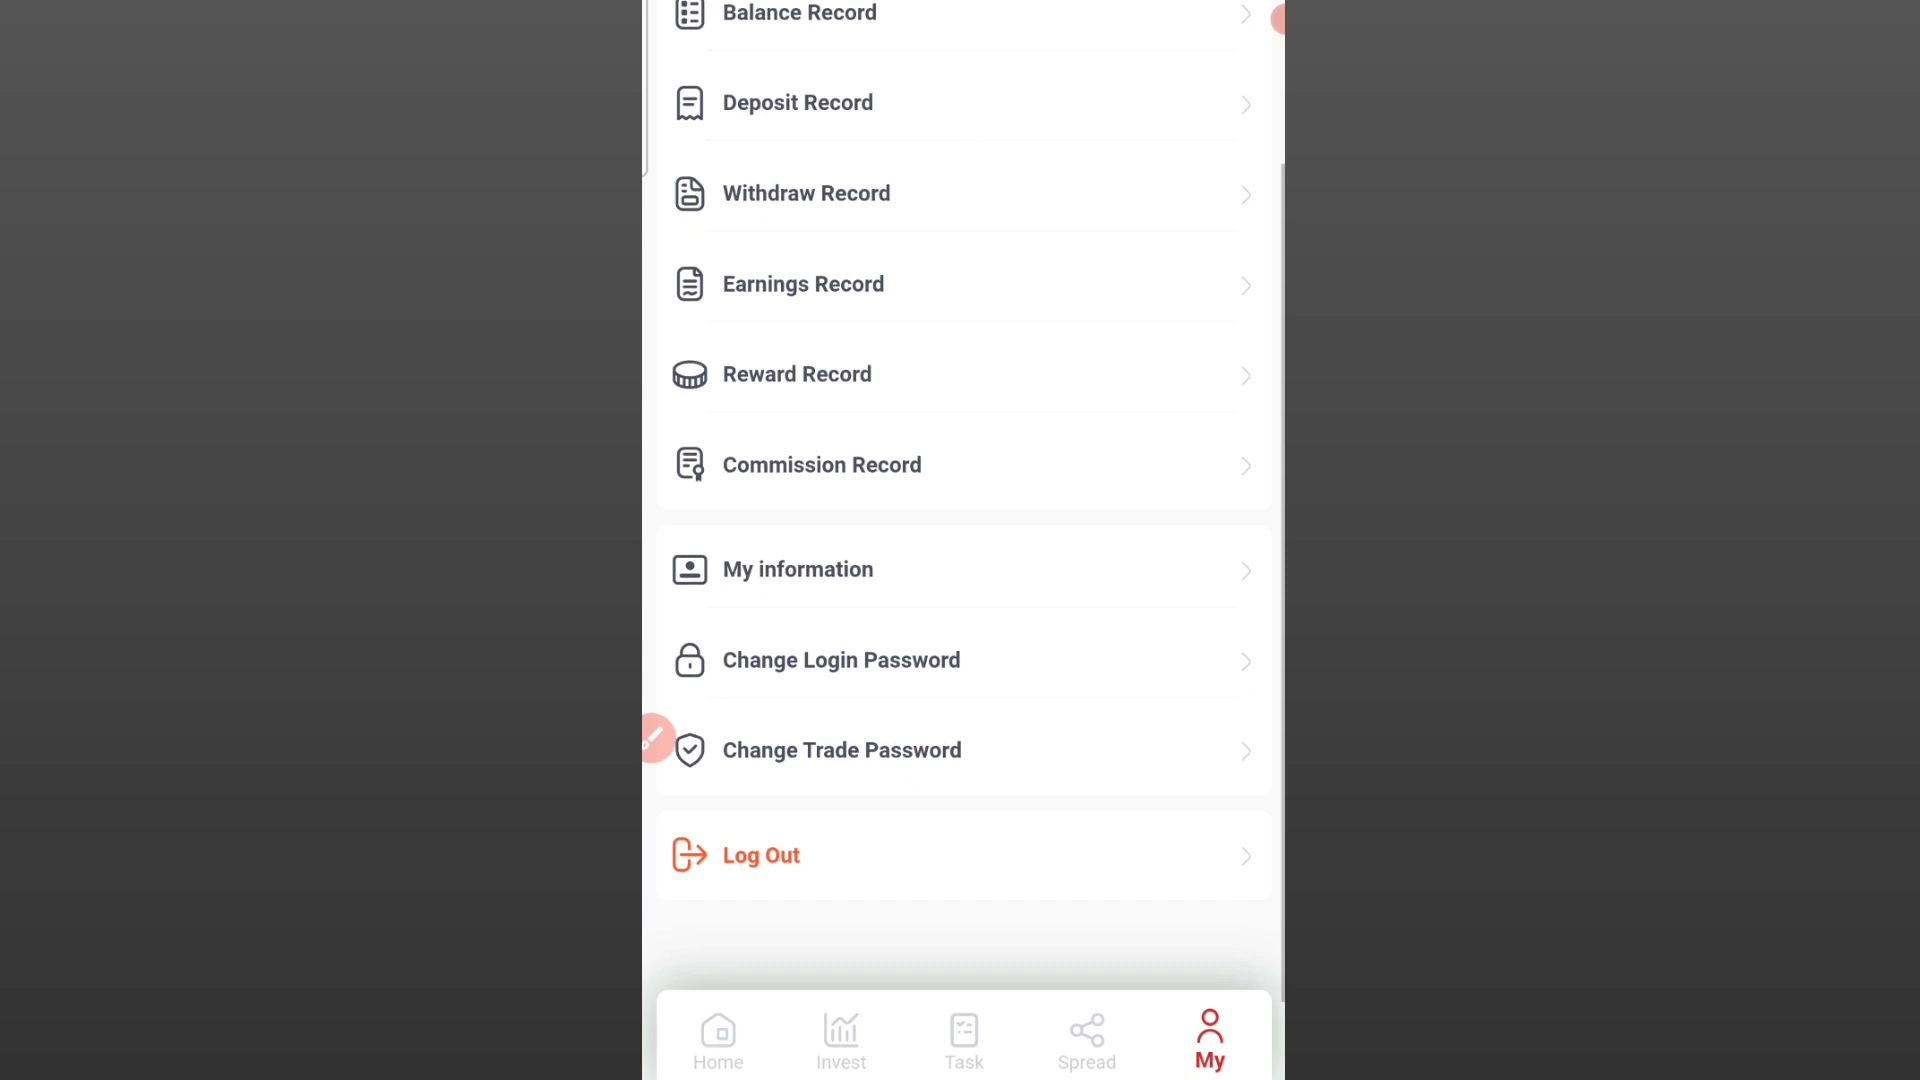 Balance Record
Deposit Record
Withdraw Record
Earnings Record
Reward Record
Commission Record
My information
Change Login Password
Change Trade Password
Log Out
Home
Invest
Task
Spread
My